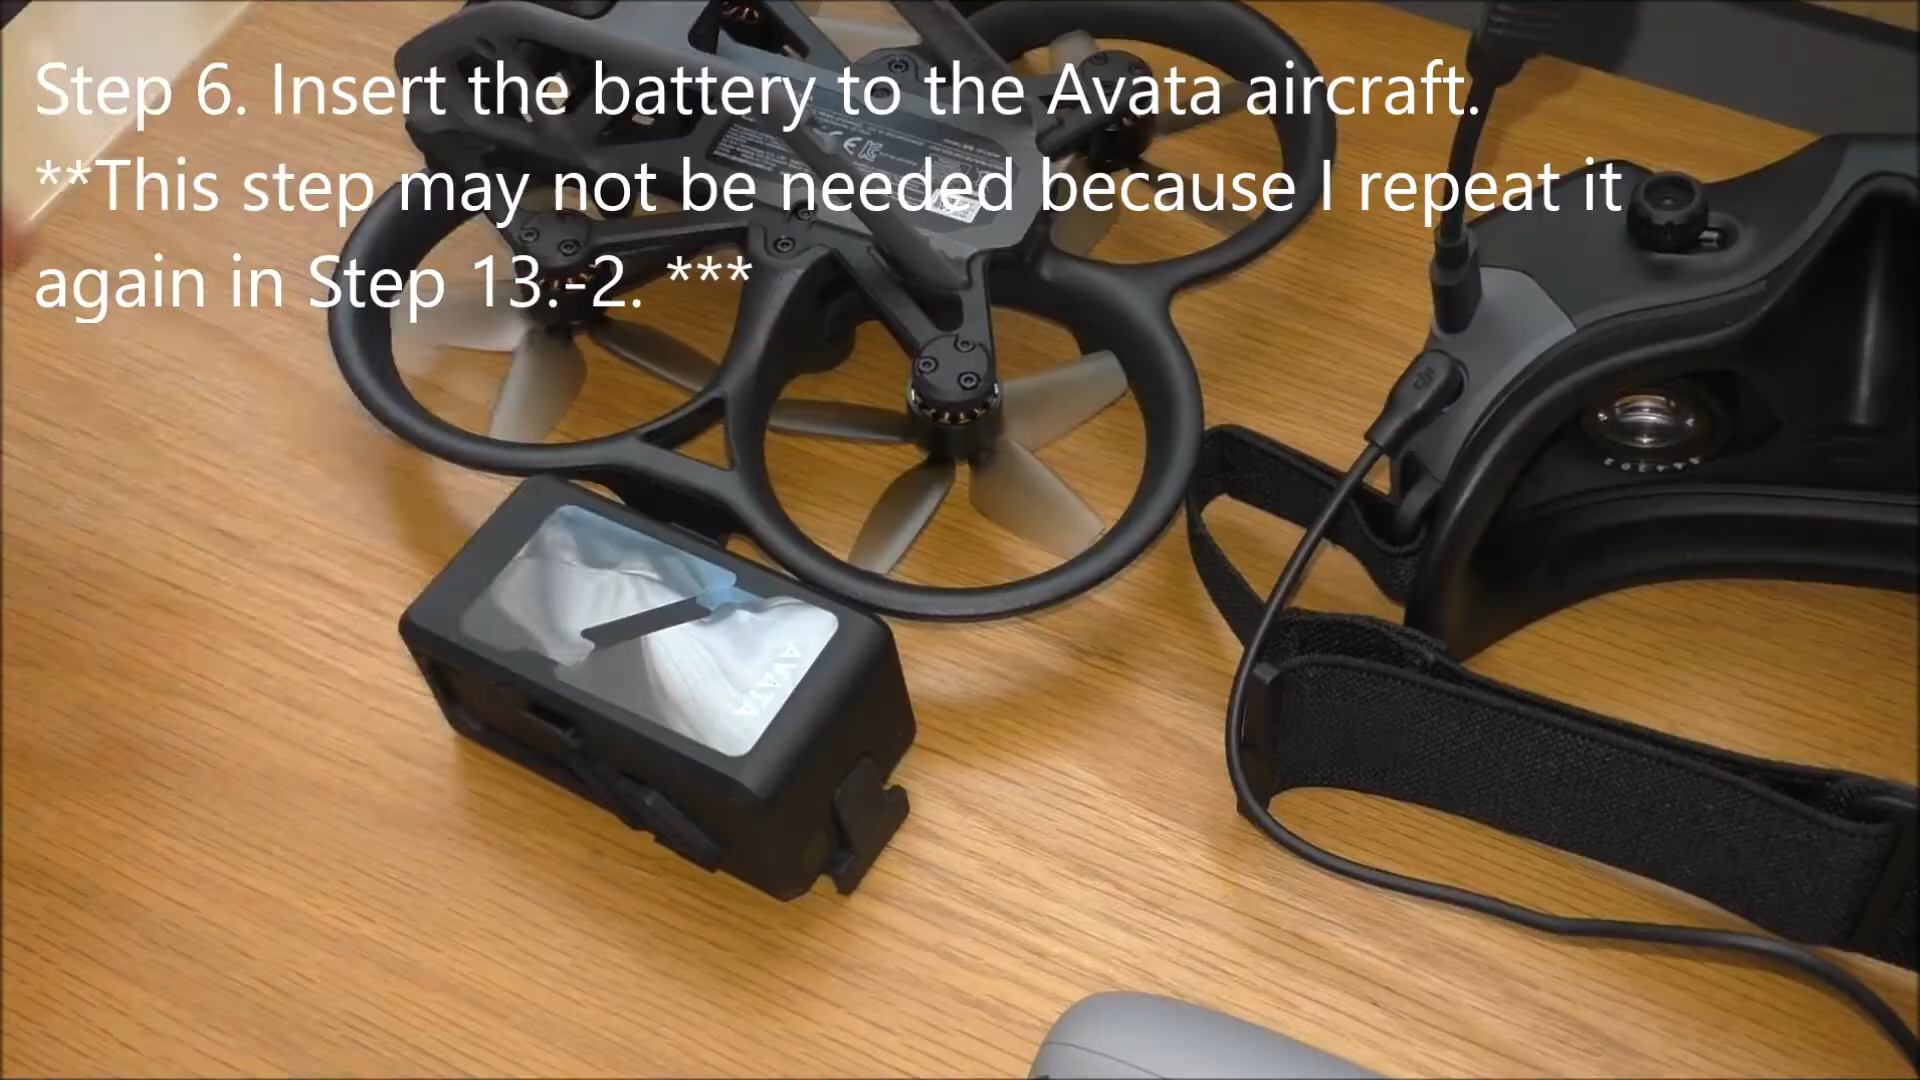 Step 6. Insert the battery to the Avata aircraft.
**This step may not be needed because I repeat it
again in Step 13.-2. ***
AVATA